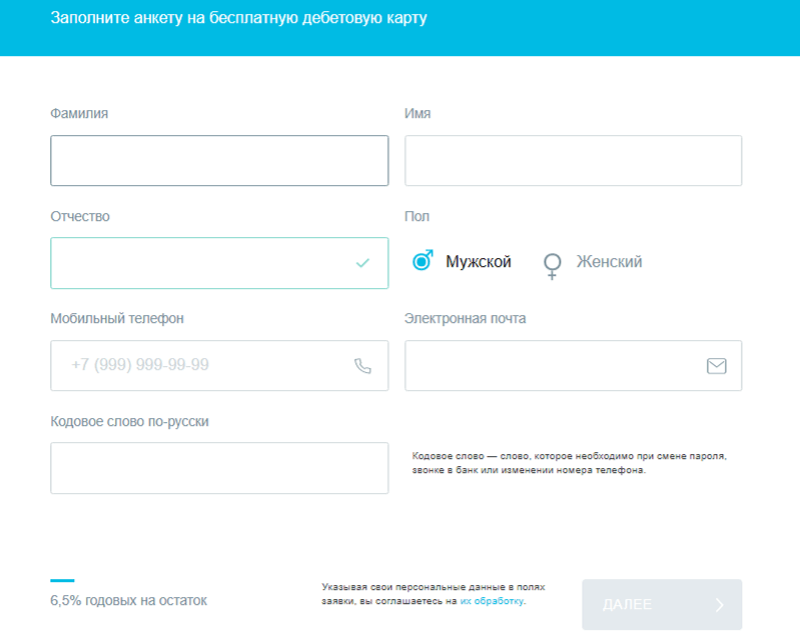 Заполните анкету на бесплатную дебетовую карту
Фамилия
Имя
Отчество
Пол
Мужской
Женский
Мобильный телефон
Электронная почта
+7 (999) 999-99-99
Кодовое слово по-русски
Кодовое слово — слово, которое необходимо при смене пароля,
звонке в банк или изменении номера телефона.
6,5% годовых на остаток
Указывая свои персональные данные в полях
заявки, вы соглашаетесь на их обработку.
ДАЛЕЕ